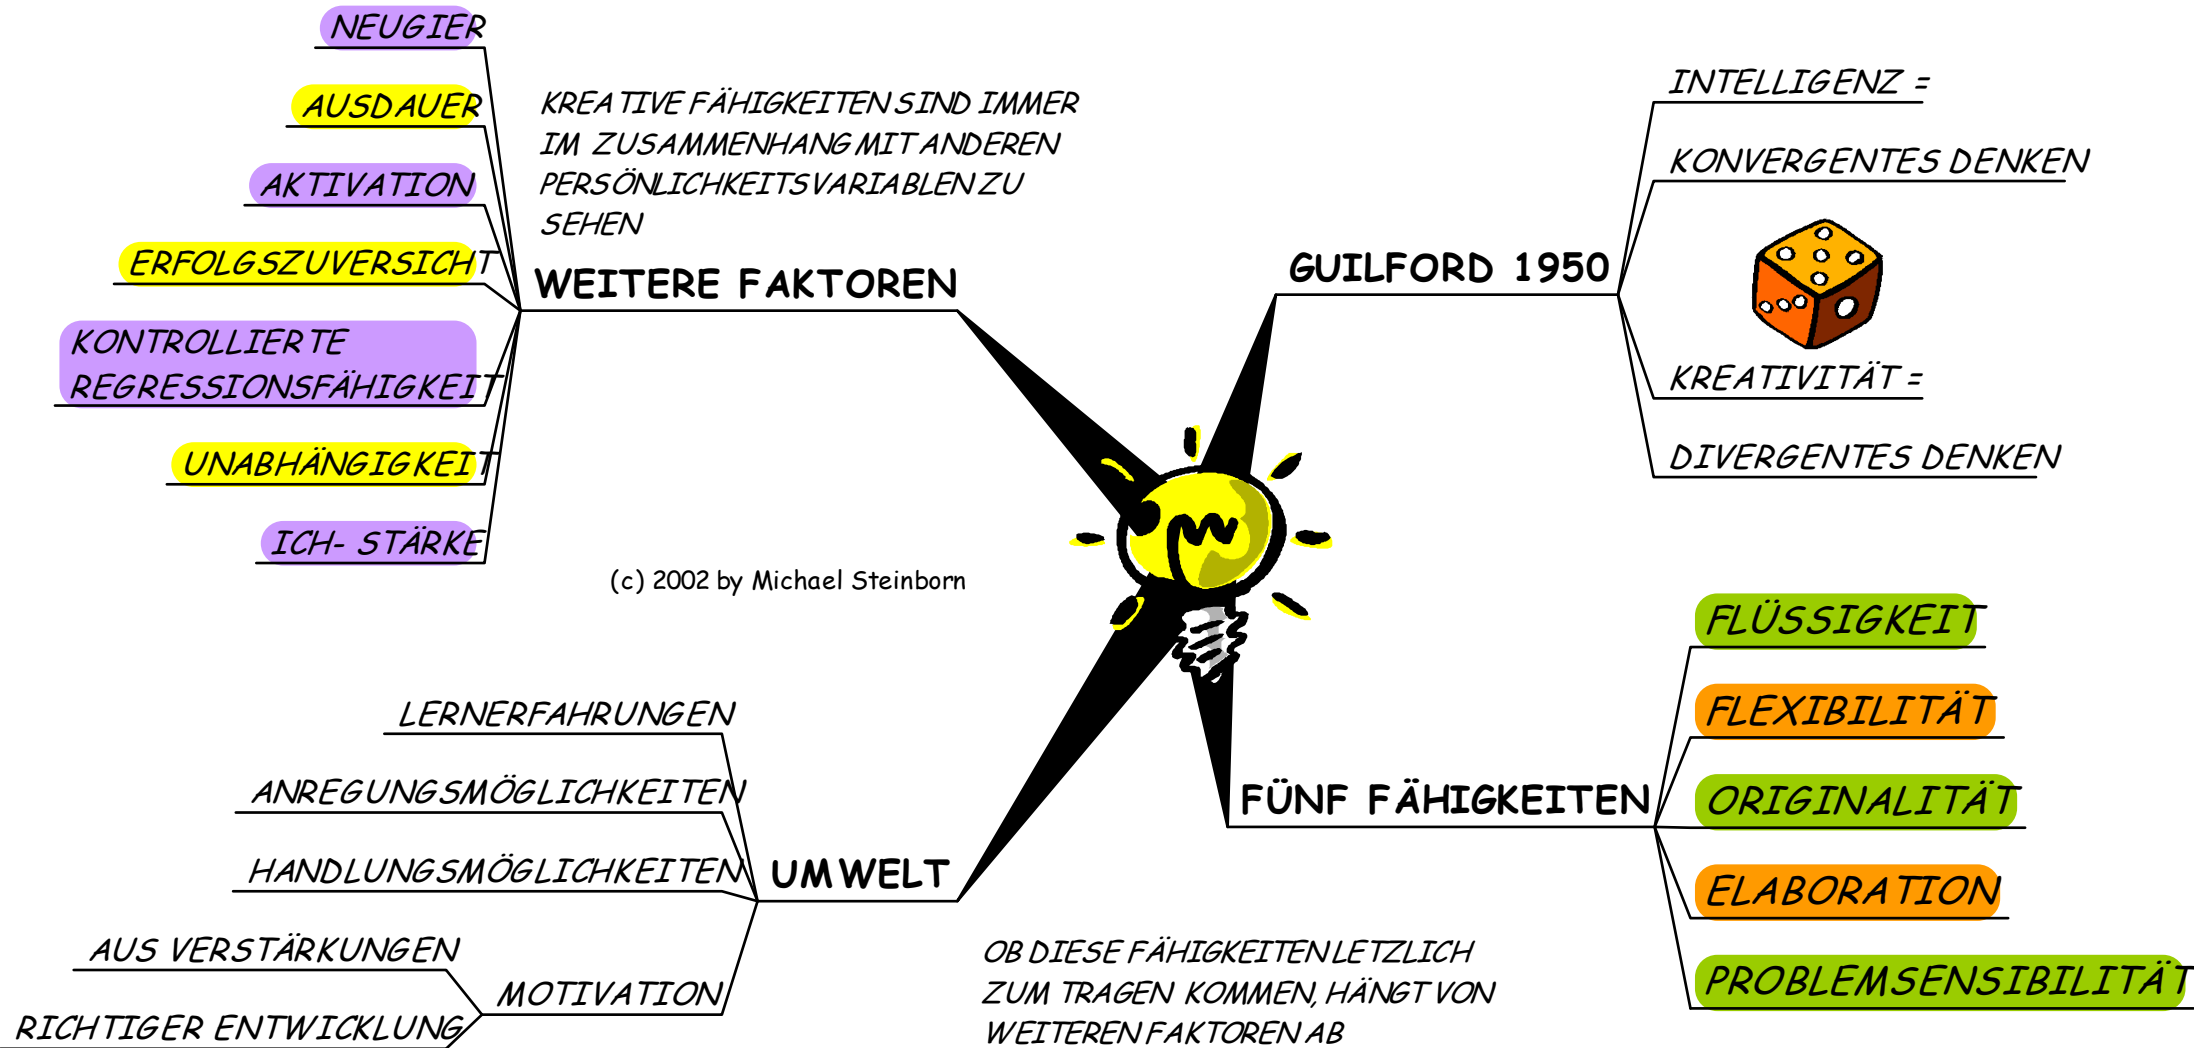 NEUGIER
AUSDAUER
AKTIVATION
ERFOLGSZUVERSICHT
KONTROLLIERTE
REGRESSIONSFÄHIGKEIT
UNABHÄNGIGKEIT
ICH- STÄRKE
WEITERE FAKTOREN
KREATIVE FÄHIGKEITEN SIND IMMER
IM ZUSAMMENHANG MIT ANDEREN
PERSÖNLICHKEITSVARIABLEN ZU
SEHEN
GUILFORD 1950
INTELLIGENZ =
KONVERGENTES DENKEN
KREATIVITÄT =
DIVERGENTES DENKEN
(c) 2002 by Michael Steinborn
FÜNF FÄHIGKEITEN
FLÜSSIGKEIT
FLEXIBILITÄT
ORIGINALITÄT
ELABORATION
PROBLEMSENSIBILITÄT
UMWELT
LERNERFAHRUNGEN
ANREGUNGSMÖGLICHKEITEN
HANDLUNGSMÖGLICHKEITEN
MOTIVATION
AUS VERSTÄRKUNGEN
RICHTIGER ENTWICKLUNG
OB DIESE FÄHIGKEITEN LETZLICH
ZUM TRAGEN KOMMEN, HÄNGT VON
WEITEREN FAKTOREN AB